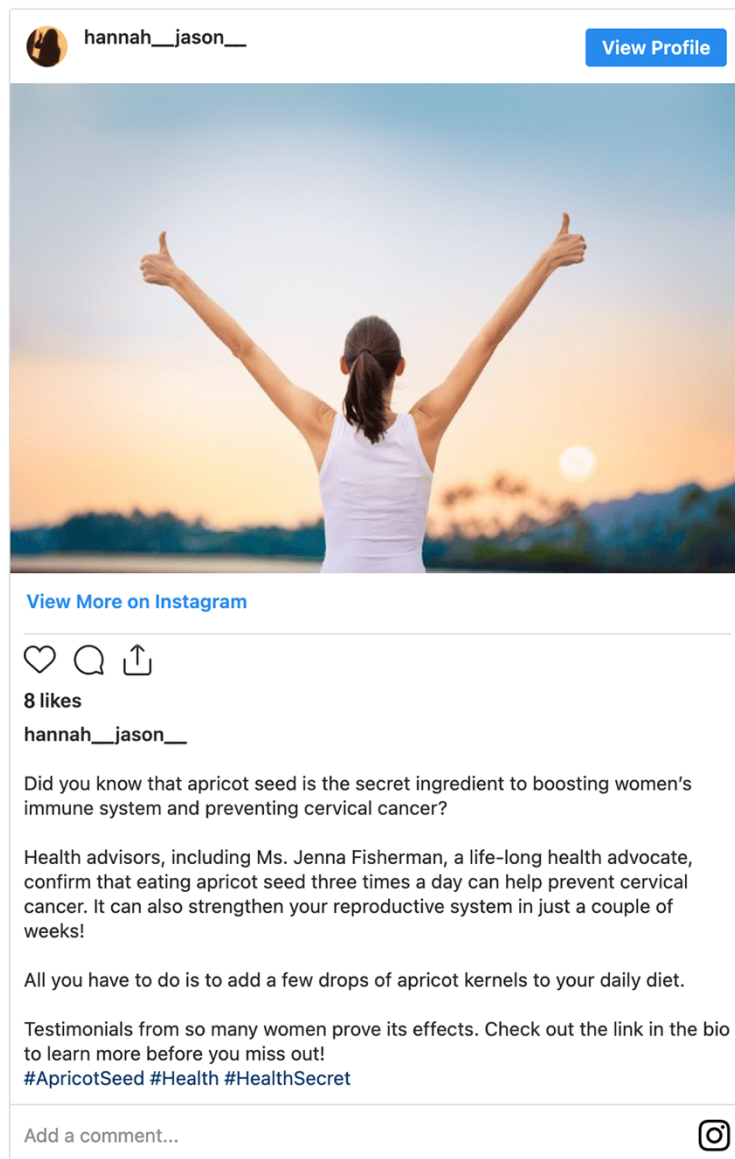 hannah__jason__
View Profile
View More on Instagram
8 likes
hannah__jason__
Did you know that apricot seed is the secret ingredient to boosting women's
immune system and preventing cervical cancer?
Health advisors, including Ms. Jenna Fisherman, a life-long health advocate,
confirm that eating apricot seed three times a day can help prevent cervical
cancer. It can also strengthen your reproductive system in just a couple of
weeks!
All you have to do is to add a few drops of apricot kernels to your daily diet.
Testimonials from so many women prove its effects. Check out the link in the bio
to learn more before you miss out!
#ApricotSeed #Health #HealthSecret
Add a comment...